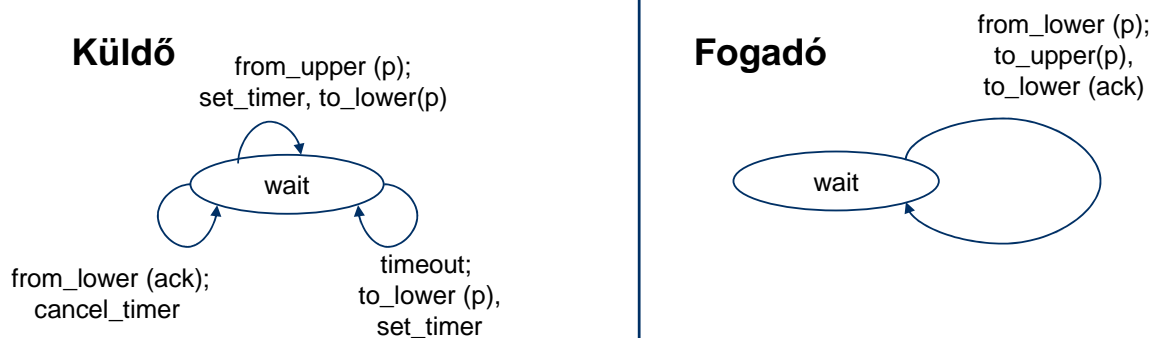 Küldő
from_upper (p);
set_timer, to_lower(p)
wait
from_lower (ack);
cancel_timer
timeout;
to_lower (p),
set_timer
Fogadó
from_lower (p);
to_upper(p),
to_lower (ack)
wait